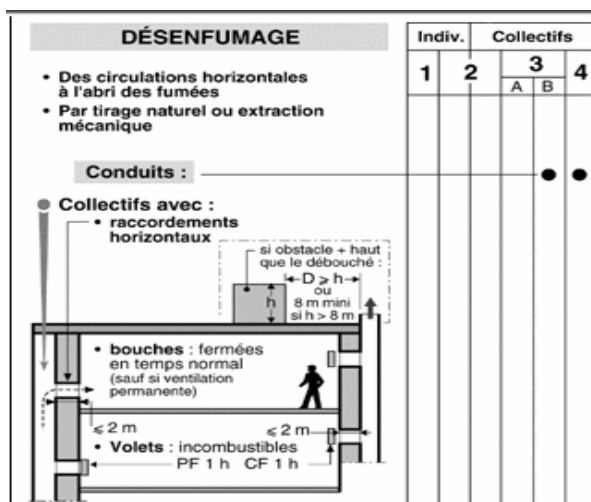 DÉSENFUMAGE
Indiv. Collectifs
1 2 3 4
A B
• Des circulations horizontales
à l'abri des fumées
• Par tirage naturel ou extraction
mécanique
Conduits :
Collectifs avec :
• raccordements
horizontaux
si obstacle + haut
que le débouché :
D ⩾ h
ou
8 m mini
si h > 8 m
h
• bouches : fermées
en temps normal
(sauf si ventilation
permanente)
⩽ 2 m
⩽ 2 m
• Volets : incombustibles
PF 1 h CF 1 h